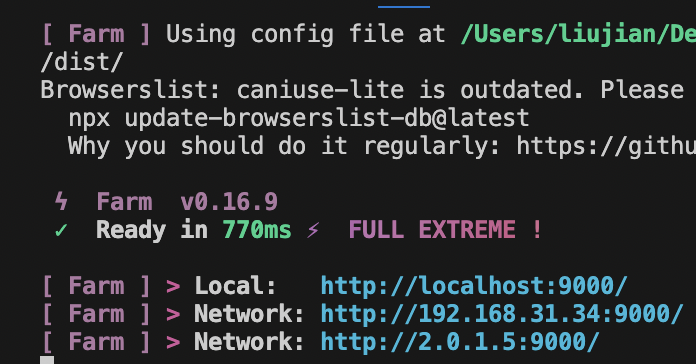 [ Farm ] Using config file at /Users/liujian/De
/dist/
Browserslist: caniuse-lite is outdated. Please
npx update-browserslist-db@latest
Why you should do it regularly: https://githu
ϟ Farm v0.16.9
✓ Ready in 770ms ⚡ FULL EXTREME !
[ Farm ] > Local: http://localhost:9000/
[ Farm ] > Network: http://192.168.31.34:9000/
[ Farm ] > Network: http://2.0.1.5:9000/